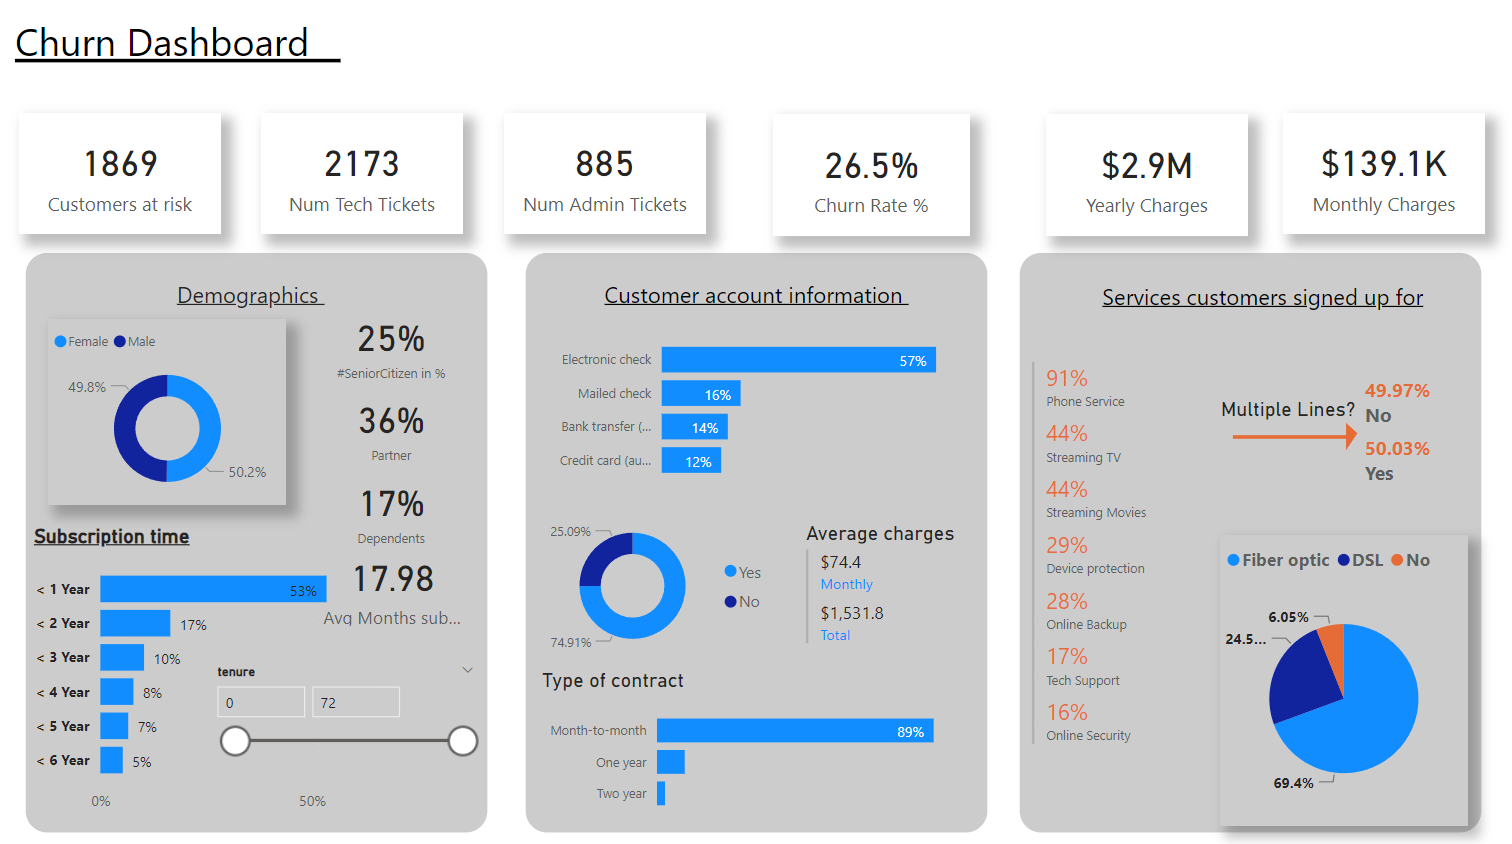 Churn Dashboard
1869
Customers at risk
2173
Num Tech Tickets
885
Num Admin Tickets
26.5%
Churn Rate %
$2.9M
Yearly Charges
$139.1K
Monthly Charges
Demographics
Female Male
49.8%
50.2%
25%
#SeniorCitizen in %
36%
Partner
17%
Dependents
17.98
Avg Months sub...
Subscription time
< 1 Year 53%
< 2 Year 17%
< 3 Year 10%
< 4 Year 8%
< 5 Year 7%
< 6 Year 5%
0% 50%
tenure
0 72
Customer account information
Electronic check 57%
Mailed check 16%
Bank transfer (... 14%
Credit card (au... 12%
25.09%
74.91%
Yes
No
Average charges
$74.4
Monthly
$1,531.8
Total
Type of contract
Month-to-month 89%
One year
Two year
Services customers signed up for
91%
Phone Service
44%
Streaming TV
44%
Streaming Movies
29%
Device protection
28%
Online Backup
17%
Tech Support
16%
Online Security
Multiple Lines?
49.97%
No
50.03%
Yes
Fiber optic DSL No
6.05%
24.5...
69.4%